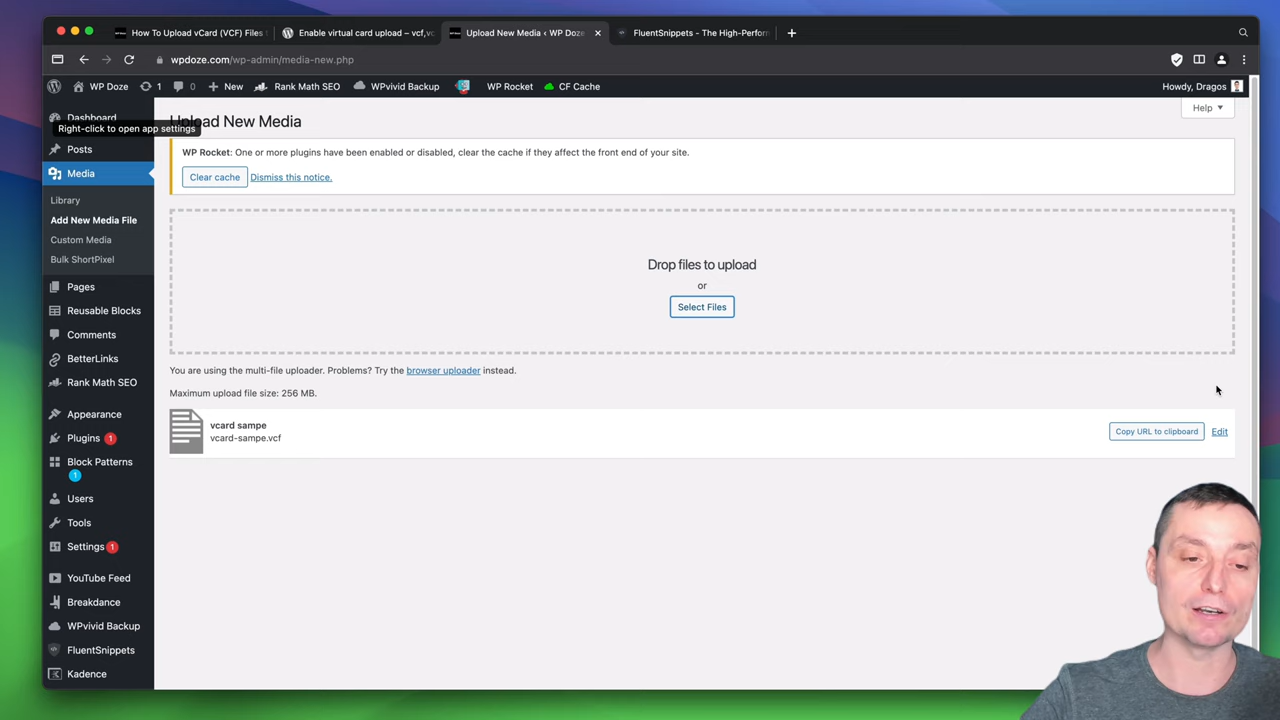 How To Upload vCard (VCF) Files
Enable virtual card upload – vcf,vc
Upload New Media ‹ WP Doze
FluentSnippets - The High-Perform
wpdoze.com/wp-admin/media-new.php
WP Doze
1
0
New
Rank Math SEO
WPvivid Backup
WP Rocket
CF Cache
Howdy, Dragos
Dashboard
Right-click to open app settings
Posts
Media
Library
Add New Media File
Custom Media
Bulk ShortPixel
Pages
Reusable Blocks
Comments
BetterLinks
Rank Math SEO
Appearance
Plugins 1
Block Patterns
1
Users
Tools
Settings 1
YouTube Feed
Breakdance
WPvivid Backup
FluentSnippets
Kadence
Help
Upload New Media
WP Rocket: One or more plugins have been enabled or disabled, clear the cache if they affect the front end of your site.
Clear cache
Dismiss this notice.
Drop files to upload
or
Select Files
You are using the multi-file uploader. Problems? Try the browser uploader instead.
Maximum upload file size: 256 MB.
vcard sampe
vcard-sampe.vcf
Copy URL to clipboard
Edit